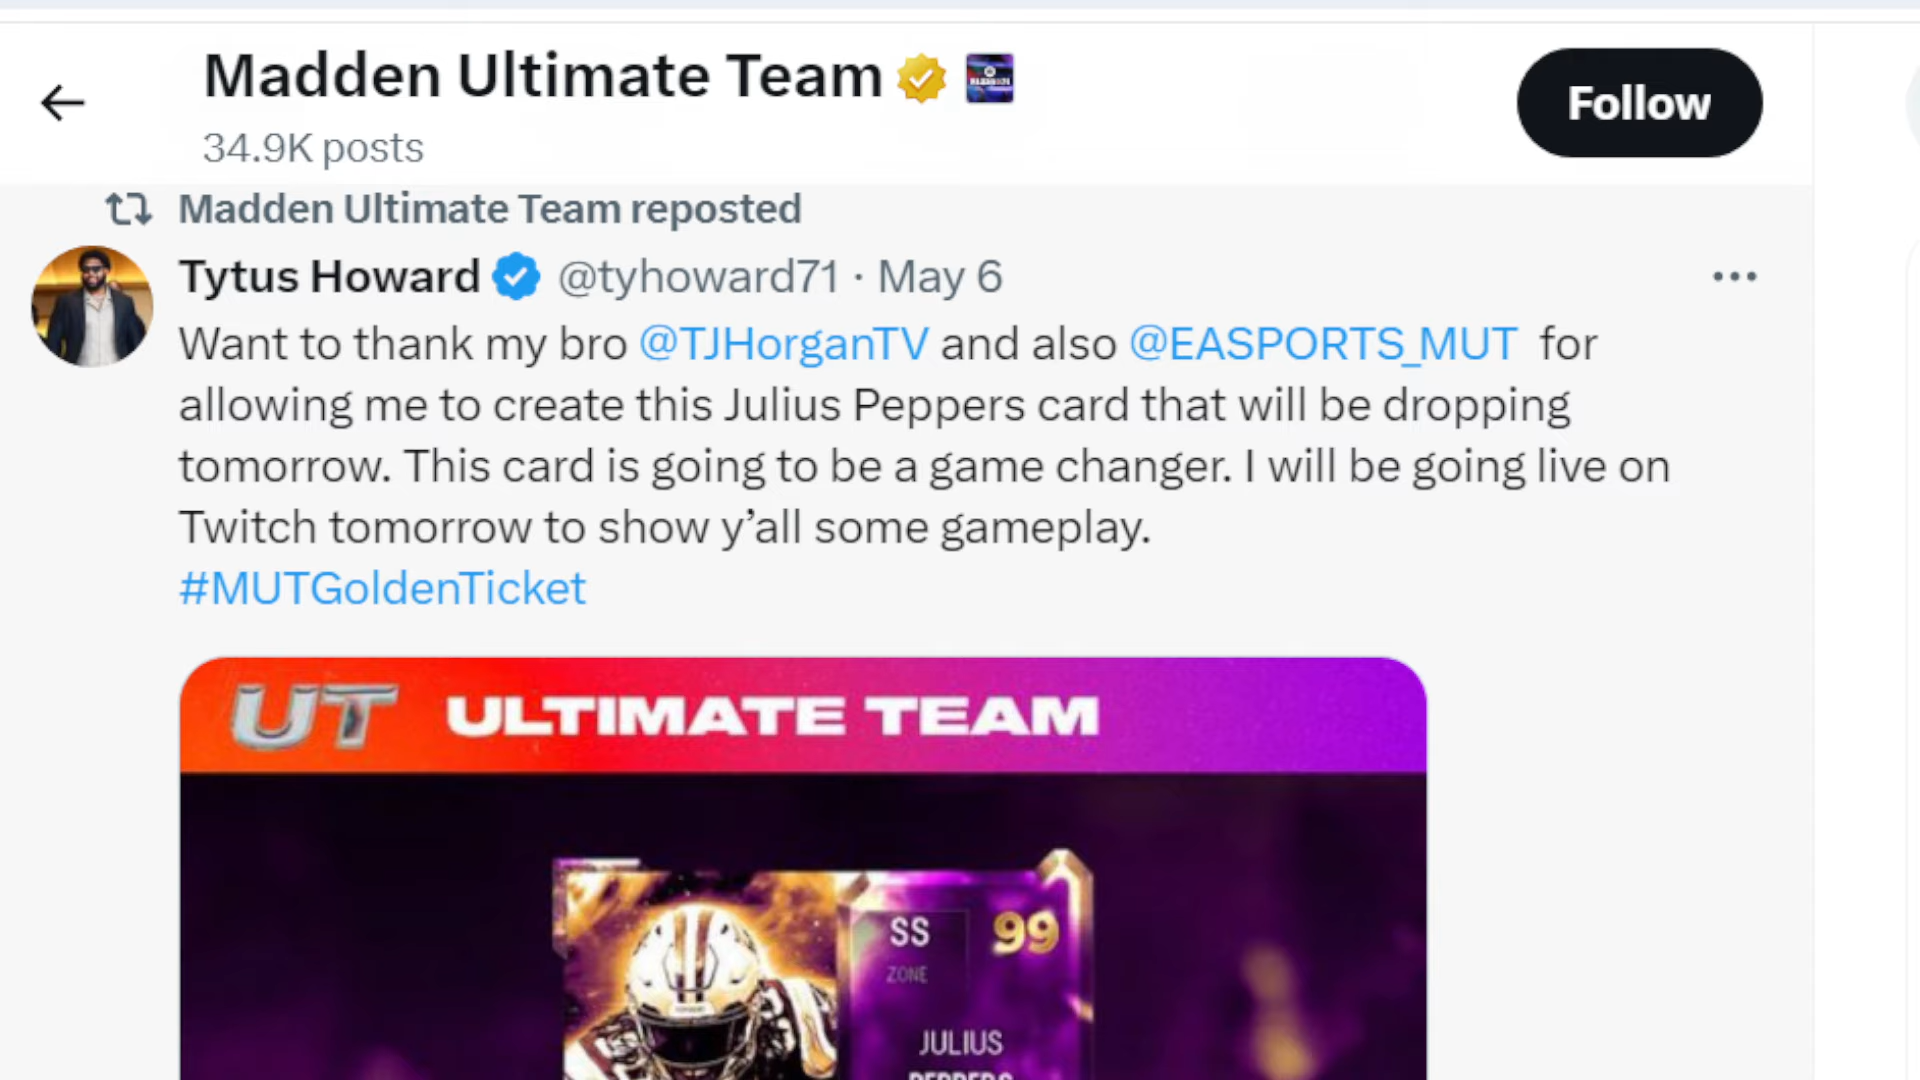 Madden Ultimate Team
34.9K posts
Follow
Madden Ultimate Team reposted
Tytus Howard @tyhoward71 · May 6
Want to thank my bro @TJHorganTV and also @EASPORTS_MUT for
allowing me to create this Julius Peppers card that will be dropping
tomorrow. This card is going to be a game changer. I will be going live on
Twitch tomorrow to show y’all some gameplay.
#MUTGoldenTicket
UT ULTIMATE TEAM
SS 99
ZONE
JULIUS
PEPPERS